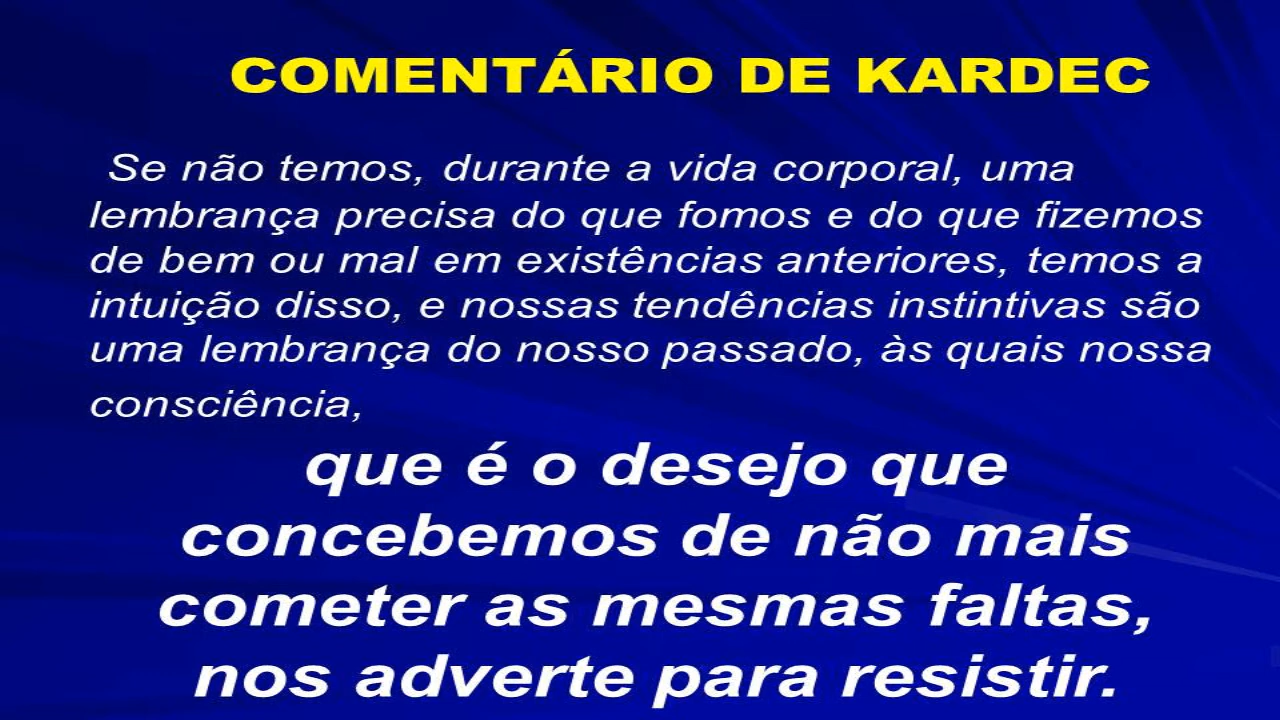 COMENTÁRIO DE KARDEC
Se não temos, durante a vida corporal, uma
lembrança precisa do que fomos e do que fizemos
de bem ou mal em existências anteriores, temos a
intuição disso, e nossas tendências instintivas são
uma lembrança do nosso passado, às quais nossa
consciência,
que é o desejo que
concebemos de não mais
cometer as mesmas faltas,
nos adverte para resistir.